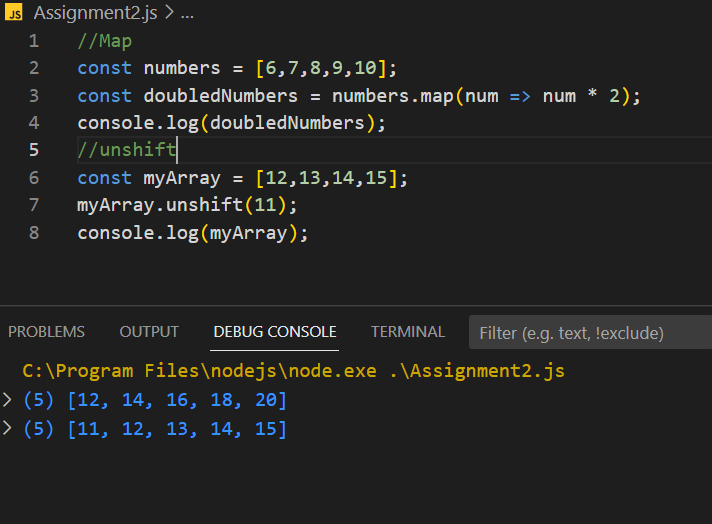 JS Assignment2.js > ...
1 //Map
2 const numbers = [6,7,8,9,10];
3 const doubledNumbers = numbers.map(num => num * 2);
4 console.log(doubledNumbers);
5 //unshift
6 const myArray = [12,13,14,15];
7 myArray.unshift(11);
8 console.log(myArray);
PROBLEMS OUTPUT DEBUG CONSOLE TERMINAL Filter (e.g. text, !exclude)
C:\Program Files\nodejs\node.exe .\Assignment2.js
> (5) [12, 14, 16, 18, 20]
> (5) [11, 12, 13, 14, 15]